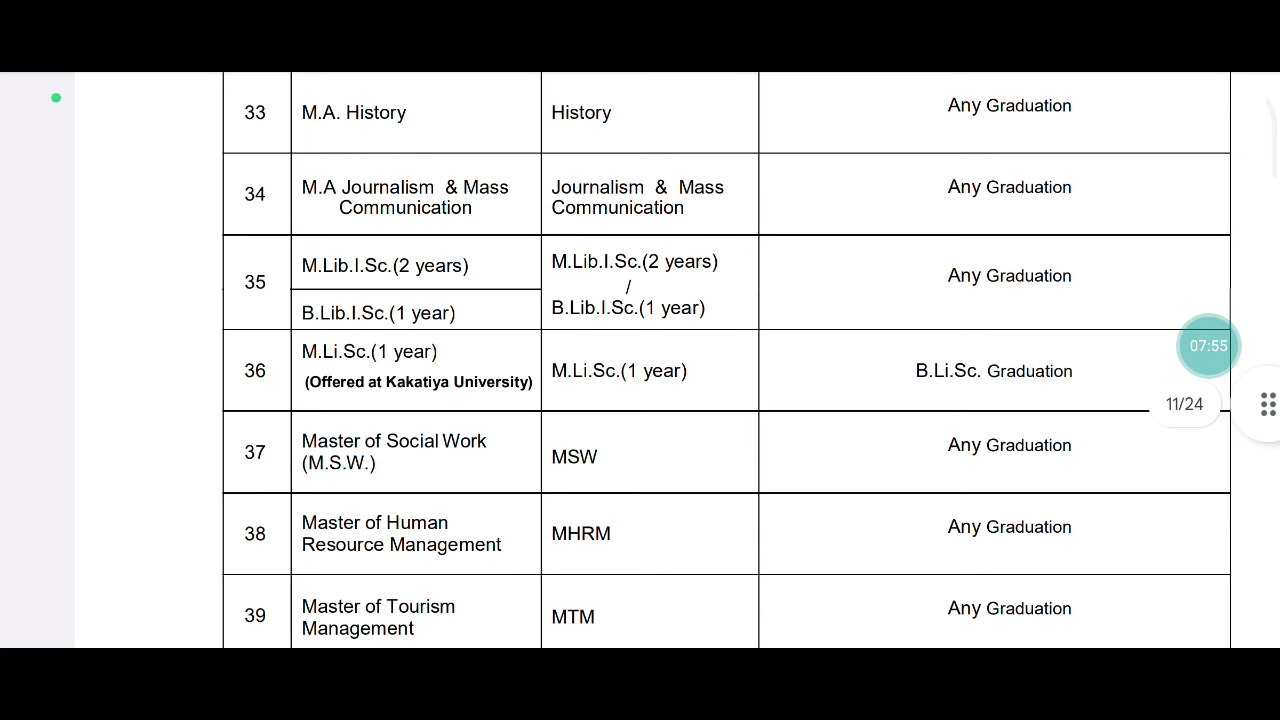 33 M.A. History History Any Graduation
34 M.A Journalism & Mass Communication Journalism & Mass Communication Any Graduation
35 M.Lib.I.Sc.(2 years) M.Lib.I.Sc.(2 years) Any Graduation
/
B.Lib.I.Sc.(1 year) B.Lib.I.Sc.(1 year)
36 M.Li.Sc.(1 year) M.Li.Sc.(1 year) B.Li.Sc. Graduation
(Offered at Kakatiya University)
07:55
11/24
37 Master of Social Work (M.S.W.) MSW Any Graduation
38 Master of Human Resource Management MHRM Any Graduation
39 Master of Tourism Management MTM Any Graduation